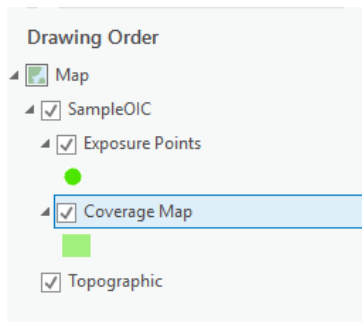 Drawing Order
Map
SampleOIC
Exposure Points
Coverage Map
Topographic